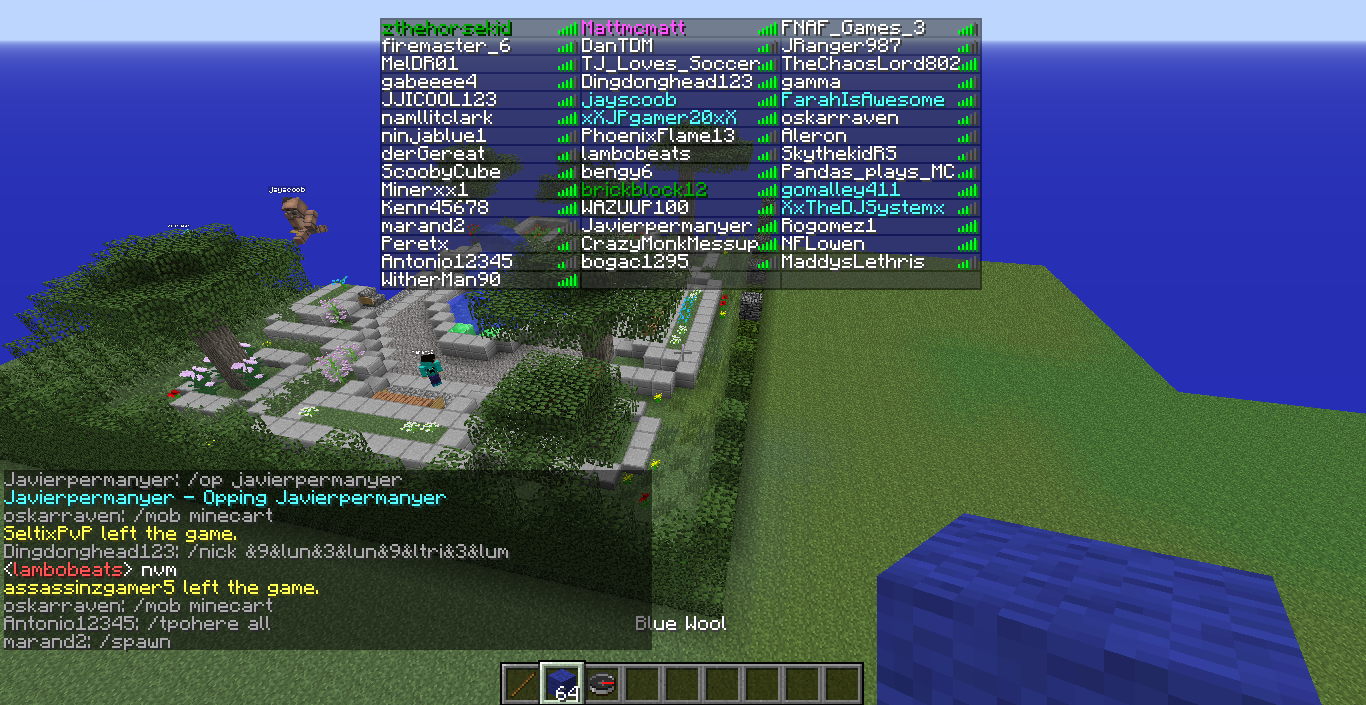 zthehorsekid Mattmcmatt FNAF_Games_3
firemaster_6 DanTDM JRanger987
MelDR01 TJ_Loves_Soccer TheChaosLord802
gabeeee4 Dingdonghead123 gamma
JJICOOL123 jayscoob FarahIsAwesome
namllitclark xXJPgamer20xX oskarraven
ninjablue1 PhoenixFlame13 Aleron
derGereat lambobeats SkythekidRS
ScoobyCube bengy6 Pandas_plays_MC
Minerxx1 brickblock12 gomalley411
Kenn45678 WAZUUP100 XxTheDJSystemx
marand2 Javierpermanyer Rogomez1
Peretx CrazyMonkMessup NFLowen
Antonio12345 bogac1295 MaddysLethris
WitherMan90
jayscoob
Javierpermanyer: /op javierpermanyer
Javierpermanyer - Opping Javierpermanyer
oskarraven: /mob minecart
SeltixPvP left the game.
Dingdonghead123: /nick &9&lun&3&lun&9&ltri&3&lum
<lambobeats> nvm
assassinzgamer5 left the game.
oskarraven: /mob minecart
Antonio12345: /tpohere all
marand2: /spawn
Blue Wool
64